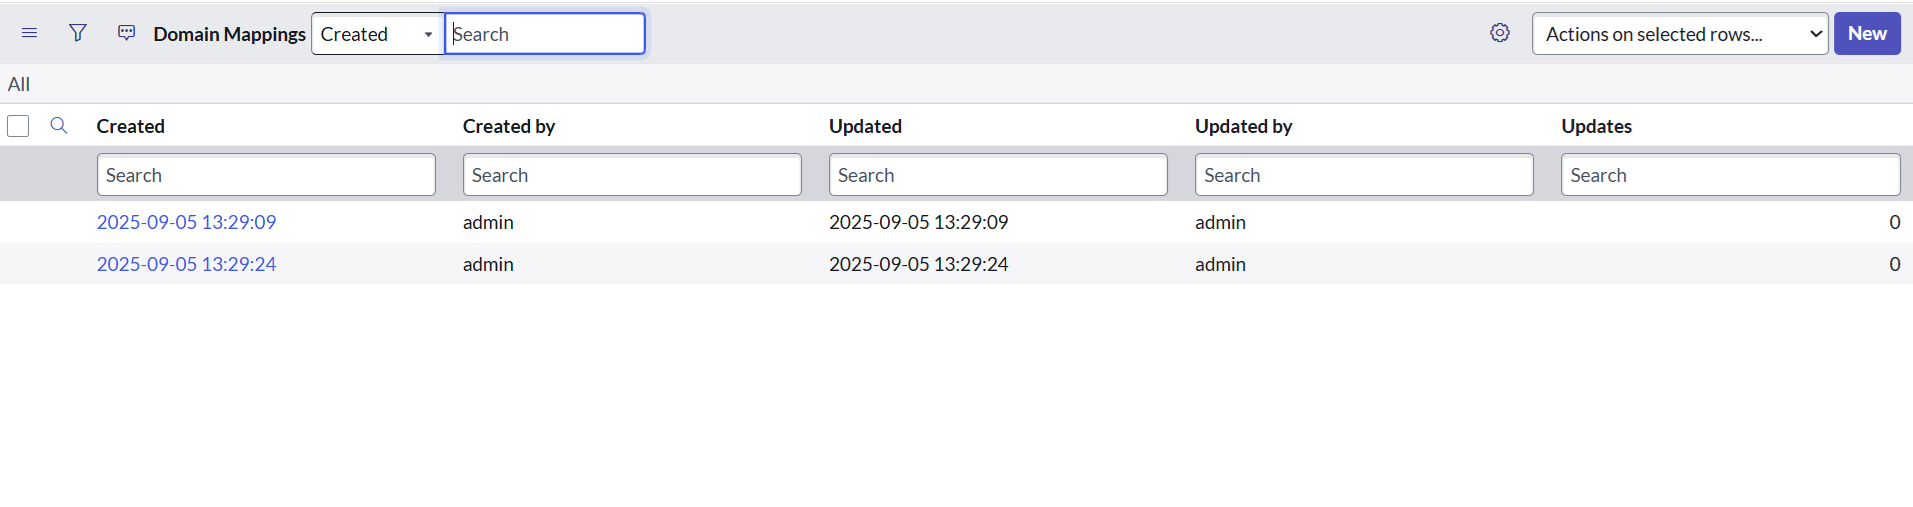 Domain Mappings Created Search Actions on selected rows... New
All
Created Created by Updated Updated by Updates
Search Search Search Search Search
2025-09-05 13:29:09 admin 2025-09-05 13:29:09 admin 0
2025-09-05 13:29:24 admin 2025-09-05 13:29:24 admin 0